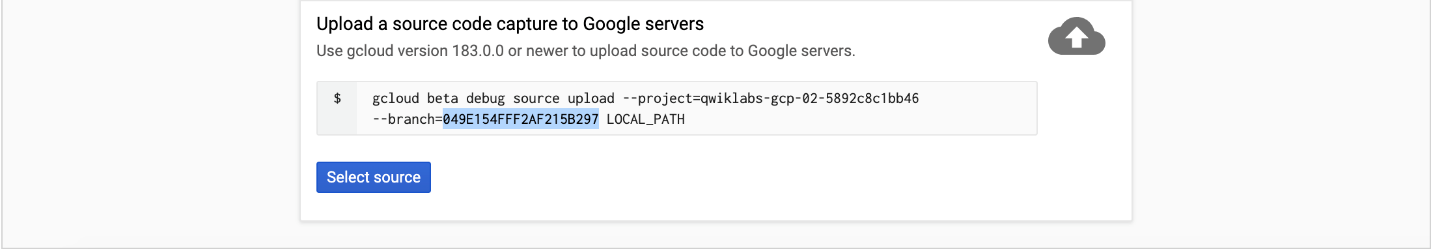 Upload a source code capture to Google servers
Use gcloud version 183.0.0 or newer to upload source code to Google servers.
$ gcloud beta debug source upload --project=qwiklabs-gcp-02-5892c8c1bb46
--branch=049E154FFF2AF215B297 LOCAL_PATH
Select source